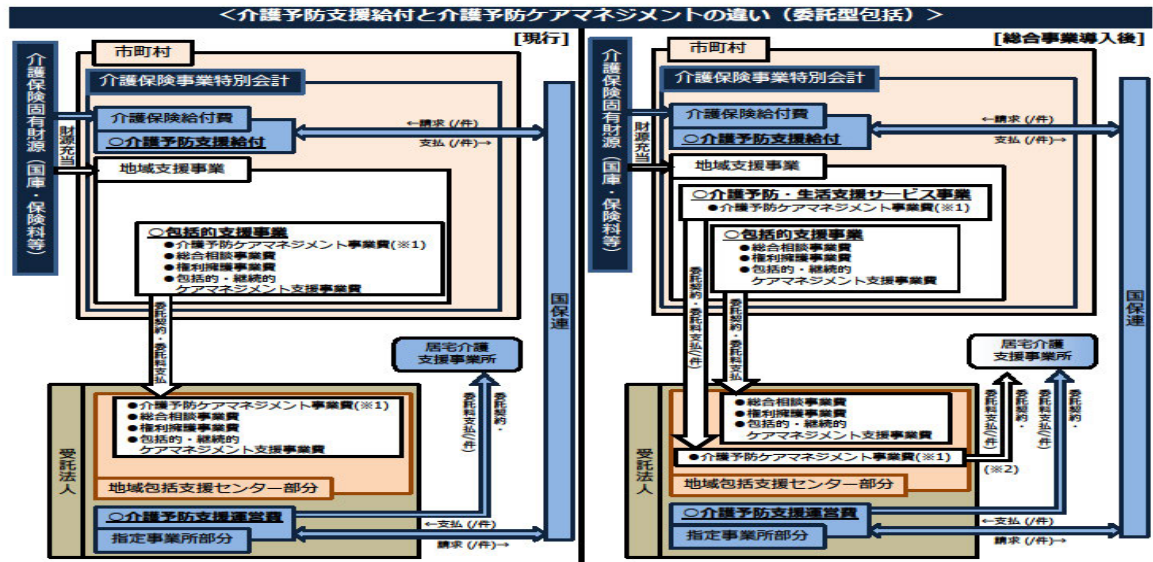 ＜介護予防支援給付と介護予防ケアマネジメントの違い（委託型包括）＞
[現行]
市町村
介護保険事業特別会計
介護保険固有財源（国庫・保険料等）
財源充当
介護保険給付費
○介護予防支援給付
←請求（/件）
支払（/件）→
地域支援事業
○包括的支援事業
●介護予防ケアマネジメント事業費(※1)
●総合相談事業費
●権利擁護事業費
●包括的・継続的
ケアマネジメント支援事業費
国保連
委託契約・委託料支払
居宅介護
支援事業所
●介護予防ケアマネジメント事業費(※1)
●総合相談事業費
●権利擁護事業費
●包括的・継続的
ケアマネジメント支援事業費
委託契約・
委託料支払(/件)
受託法人
地域包括支援センター部分
○介護予防支援運営費
指定事業所部分
←支払（/件）
請求（/件）→
[総合事業導入後]
市町村
介護保険事業特別会計
介護保険固有財源（国庫・保険料等）
財源充当
介護保険給付費
○介護予防支援給付
←請求（/件）
支払（/件）→
地域支援事業
○介護予防・生活支援サービス事業
●介護予防ケアマネジメント事業費(※1)
○包括的支援事業
●総合相談事業費
●権利擁護事業費
●包括的・継続的
ケアマネジメント支援事業費
国保連
委託契約・委託料支払(/件)
委託契約・委託料支払
居宅介護
支援事業所
●総合相談事業費
●権利擁護事業費
●包括的・継続的
ケアマネジメント支援事業費
●介護予防ケアマネジメント事業費(※1)
委託契約・
委託料支払(/件)
(※2)
委託契約・
委託料支払(/件)
受託法人
地域包括支援センター部分
○介護予防支援運営費
指定事業所部分
←支払（/件）
請求（/件）→